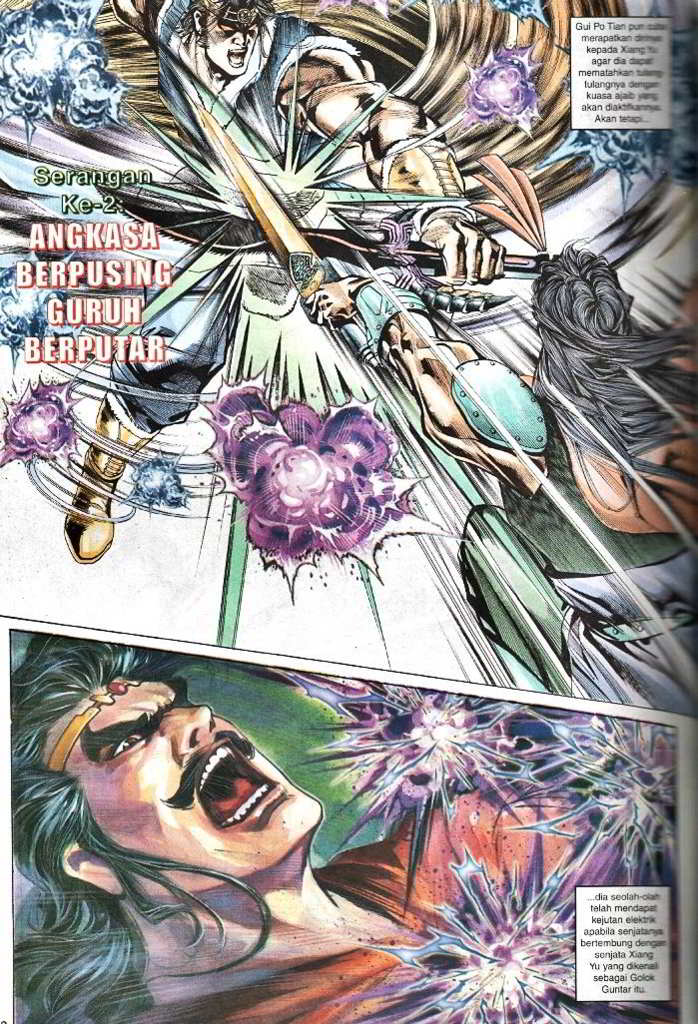 Gui Po Tian pun cuba
merapatkan dirinya
kepada Xiang Yu
agar dia dapat
mematahkan tulang-
tulangnya dengan
kuasa ajaib yang
akan diaktifkannya.
Akan tetapi...
Serangan
Ke-2:
ANGKASA
BERPUSING
GURUH
BERPUTAR
...dia seolah-olah
telah mendapat
kejutan elektrik
apabila senjatanya
bertembung dengan
senjata Xiang
Yu yang dikenali
sebagai Golok
Guntar itu.